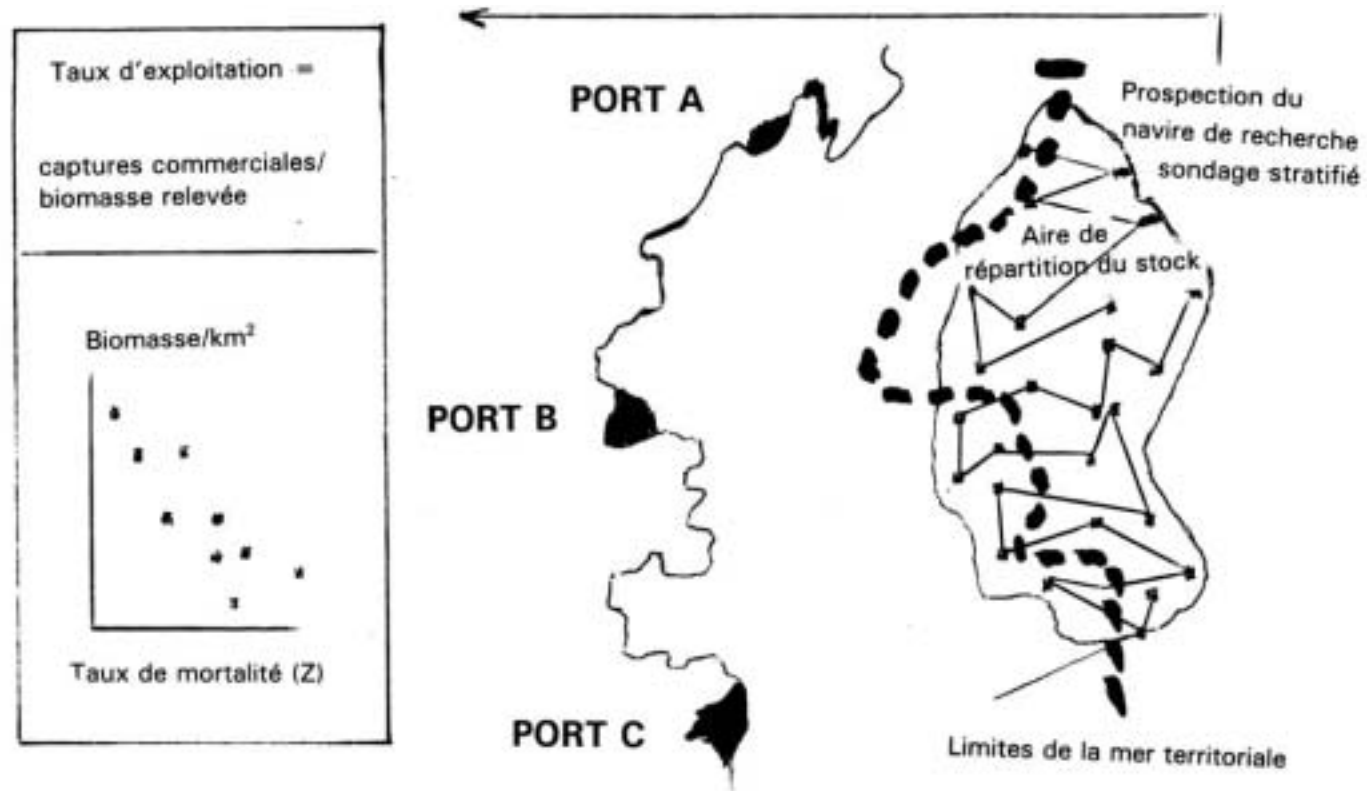 Taux d'exploitation =
captures commerciales/
biomasse relevée
Biomasse/km²
Taux de mortalité (Z)
PORT A
PORT B
PORT C
Prospection du
navire de recherche
sondage stratifié
Aire de
répartition du stock
Limites de la mer territoriale